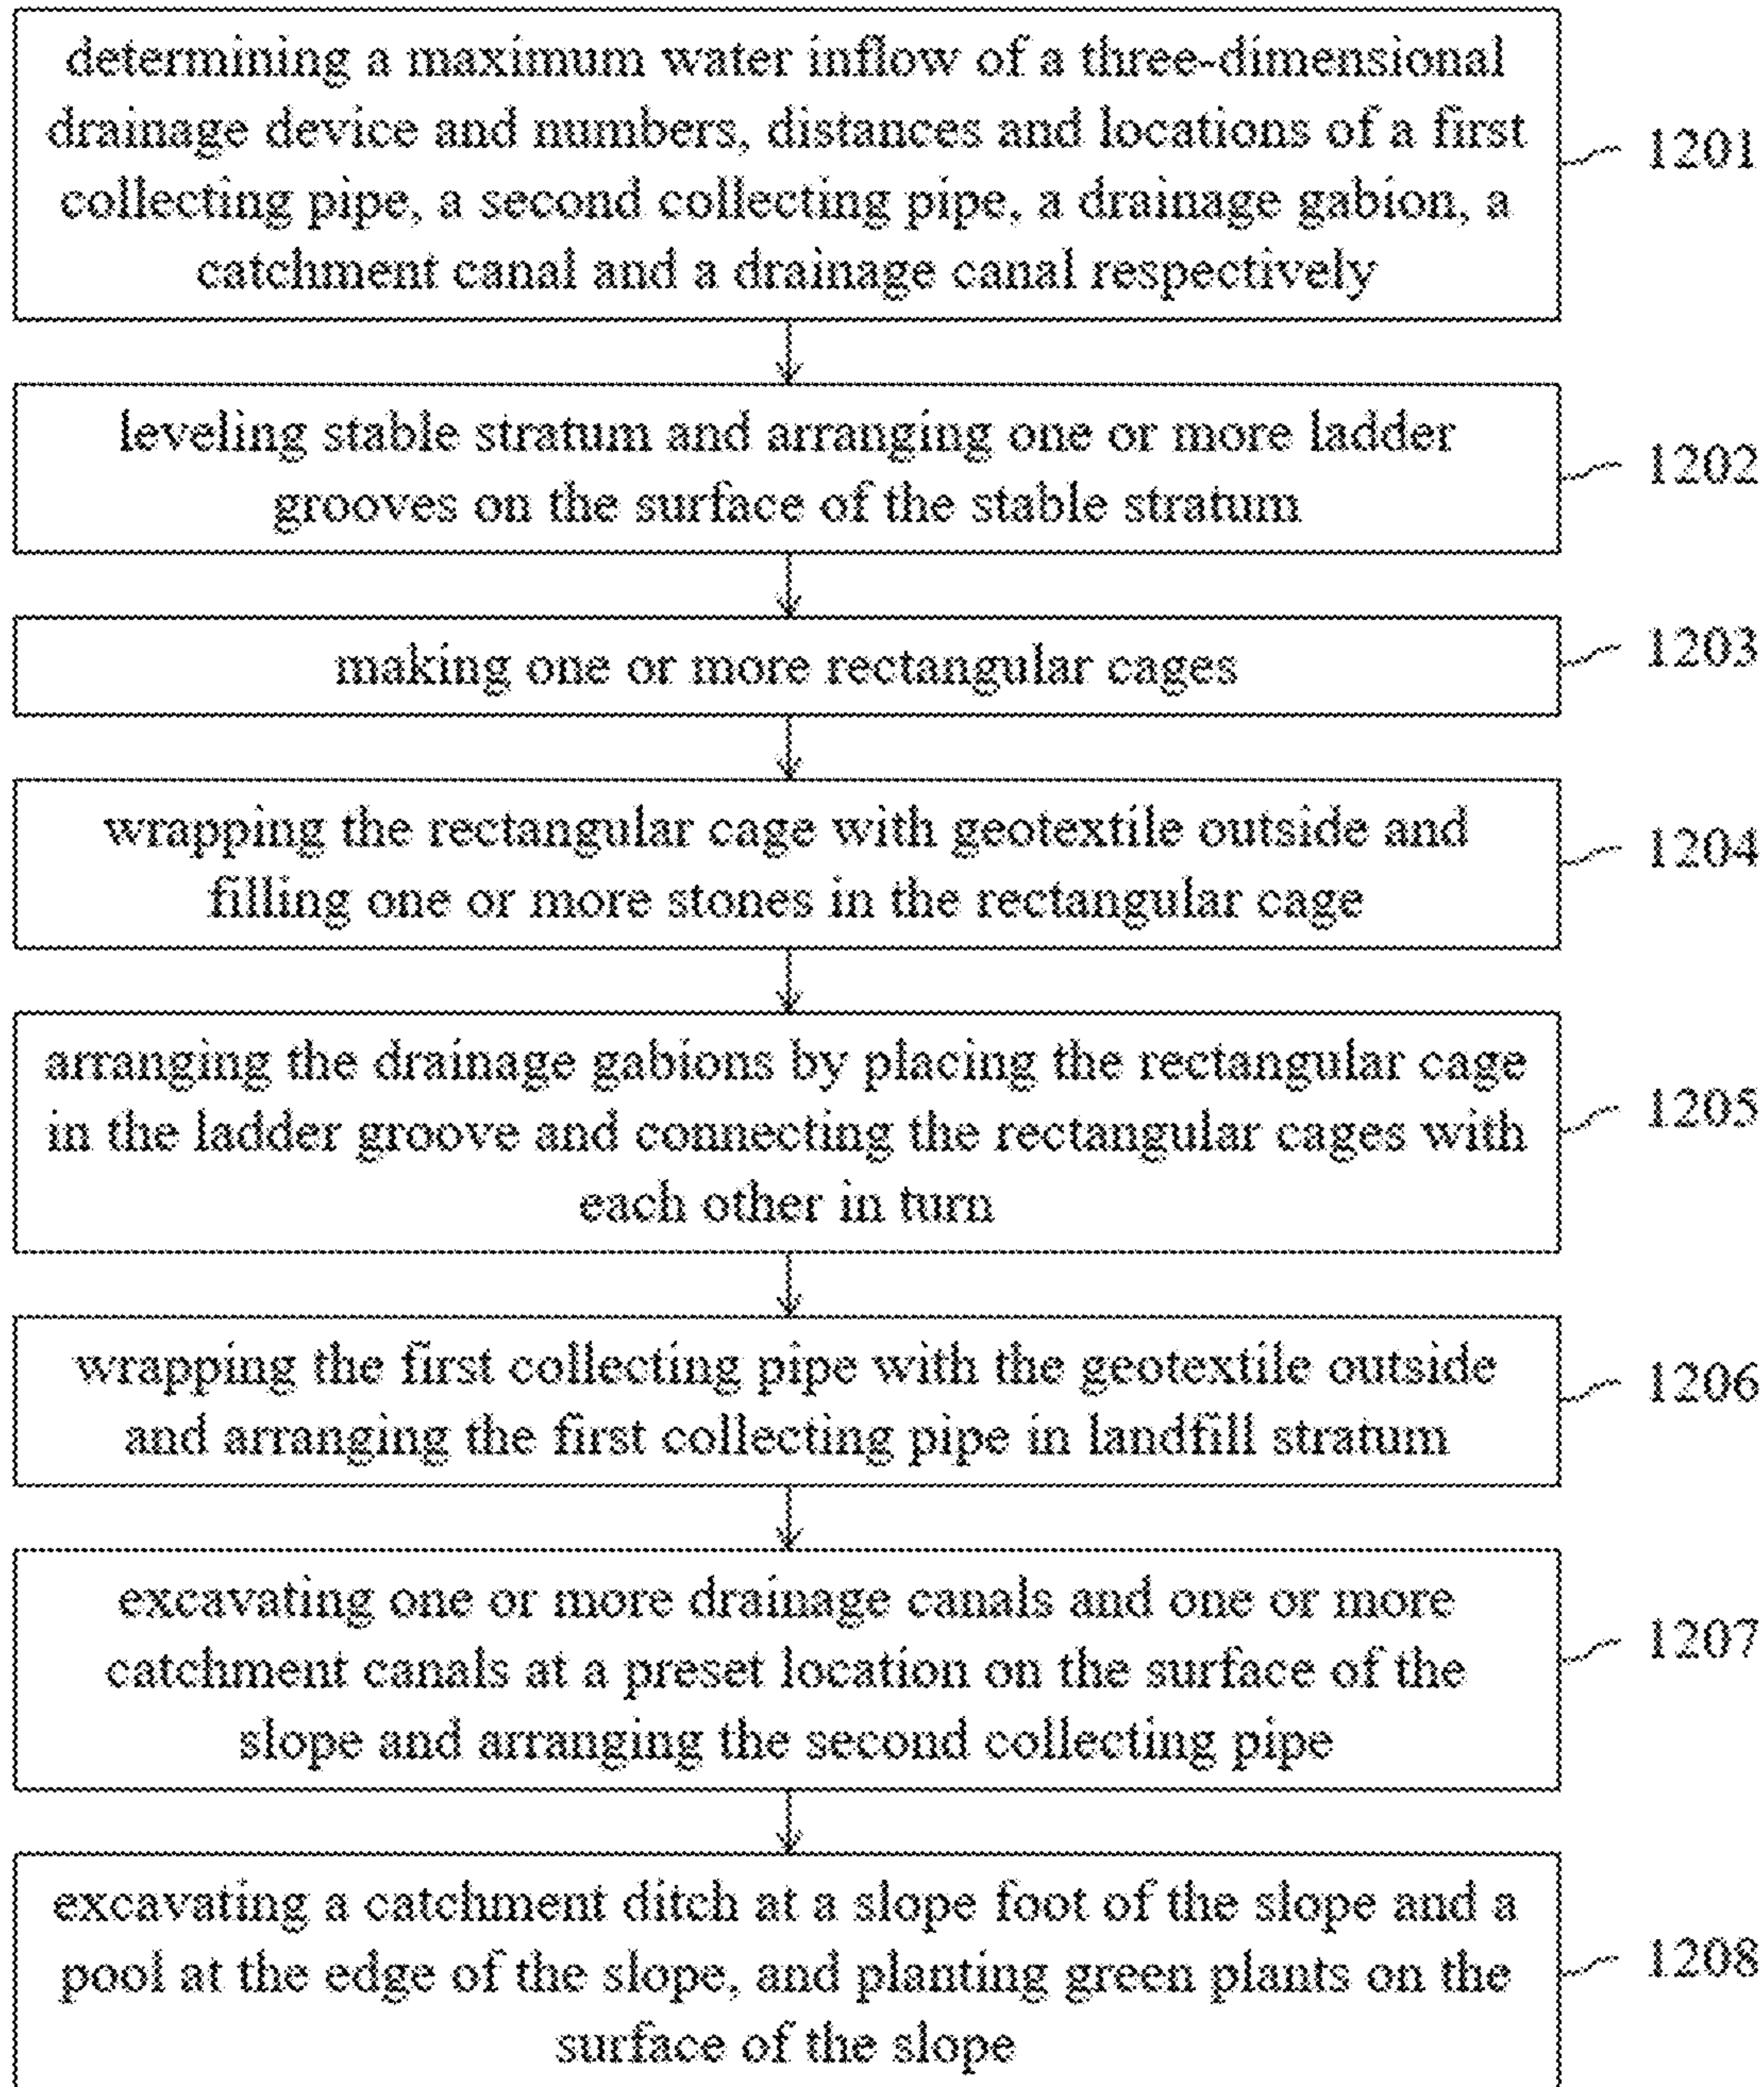 determining a maximum water inflow of a three-dimensional
drainage device and numbers, distances and locations of a first
collecting pipe, a second collecting pipe, a drainage gabion, a
catchment canal and a drainage canal respectively
1201
leveling stable stratum and arranging one or more ladder
grooves on the surface of the stable stratum
1202
making one or more rectangular cages
1203
wrapping the rectangular cage with geotextile outside and
filling one or more stones in the rectangular cage
1204
arranging the drainage gabions by placing the rectangular cage
in the ladder groove and connecting the rectangular cages with
each other in turn
1205
wrapping the first collecting pipe with the geotextile outside
and arranging the first collecting pipe in landfill stratum
1206
excavating one or more drainage canals and one or more
catchment canals at a preset location on the surface of the
slope and arranging the second collecting pipe
1207
excavating a catchment ditch at a slope foot of the slope and a
pool at the edge of the slope, and planting green plants on the
surface of the slope
1208